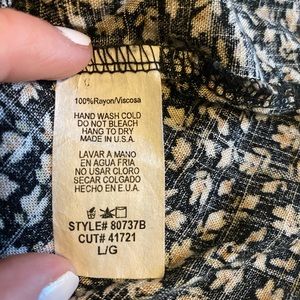 100%Rayon/Viscosa
HAND WASH COLD
DO NOT BLEACH
HANG TO DRY
MADE IN U.S.A.
LAVAR A MANO
EN AGUA FRIA
NO USAR CLORO
SECAR COLGADO
HECHO EN E.U.A.
STYLE# 80737B
CUT# 41721
L/G